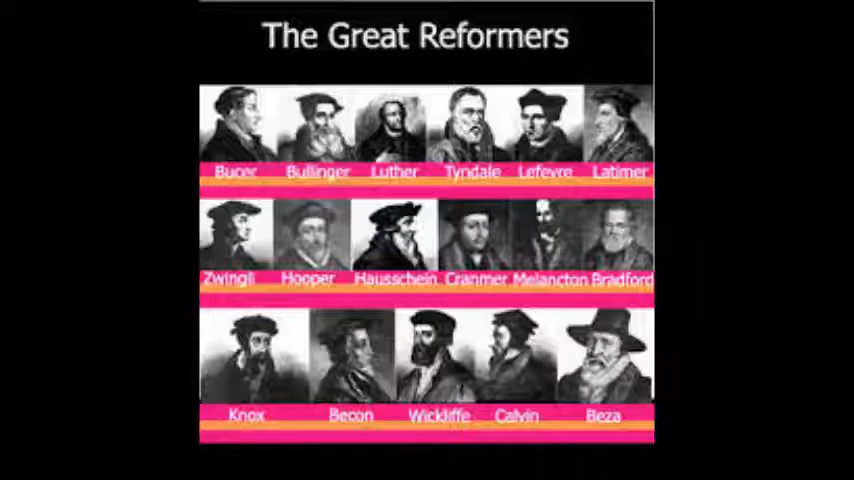 The Great Reformers
Bucer Bullinger Luther Tyndale Lefevre Latimer
Zwingli Hooper Hausschein Cranmer Melancton Bradford
Knox Becon Wickliffe Calvin Beza